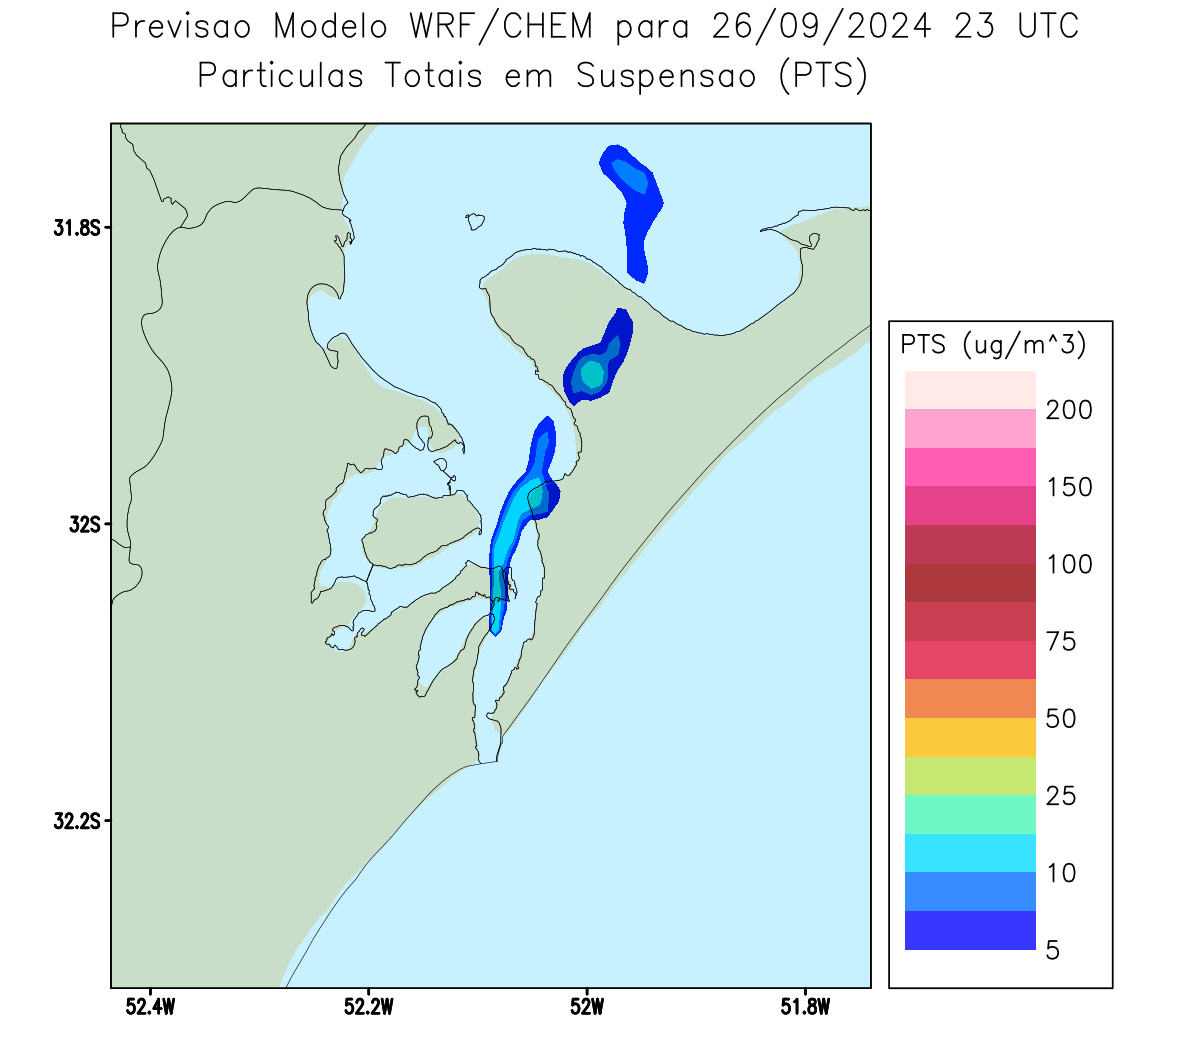 Previsao Modelo WRF/CHEM para 26/09/2024 23 UTC
Particulas Totais em Suspensao (PTS)
31.8S
32S
32.2S
52.4W
52.2W
52W
51.8W
PTS (ug/m^3)
200
150
100
75
50
25
10
5